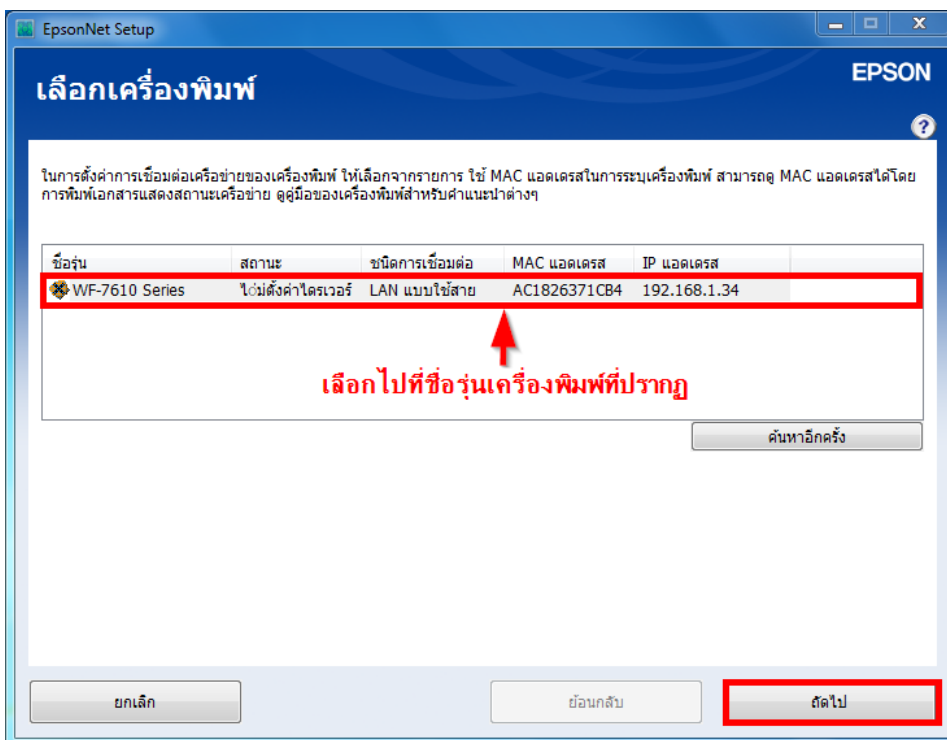 EpsonNet Setup
เลือกเครื่องพิมพ์
EPSON
?
ในการตั้งค่าการเชื่อมต่อเครือข่ายของเครื่องพิมพ์ ให้เลือกจากรายการ ใช้ MAC แอดเดรสในการระบุเครื่องพิมพ์ สามารถดู MAC แอดเดรสได้โดย
การพิมพ์เอกสารแสดงสถานะเครือข่าย ดูคู่มือของเครื่องพิมพ์สำหรับคำแนะนำต่างๆ
ชื่อรุ่น สถานะ ชนิดการเชื่อมต่อ MAC แอดเดรส IP แอดเดรส
WF-7610 Series ไ่ม่ตั้งค่าไดรเวอร์ LAN แบบใช้สาย AC1826371CB4 192.168.1.34
เลือกไปที่ชื่อรุ่นเครื่องพิมพ์ที่ปรากฏ
ค้นหาอีกครั้ง
ยกเลิก ย้อนกลับ ถัดไป